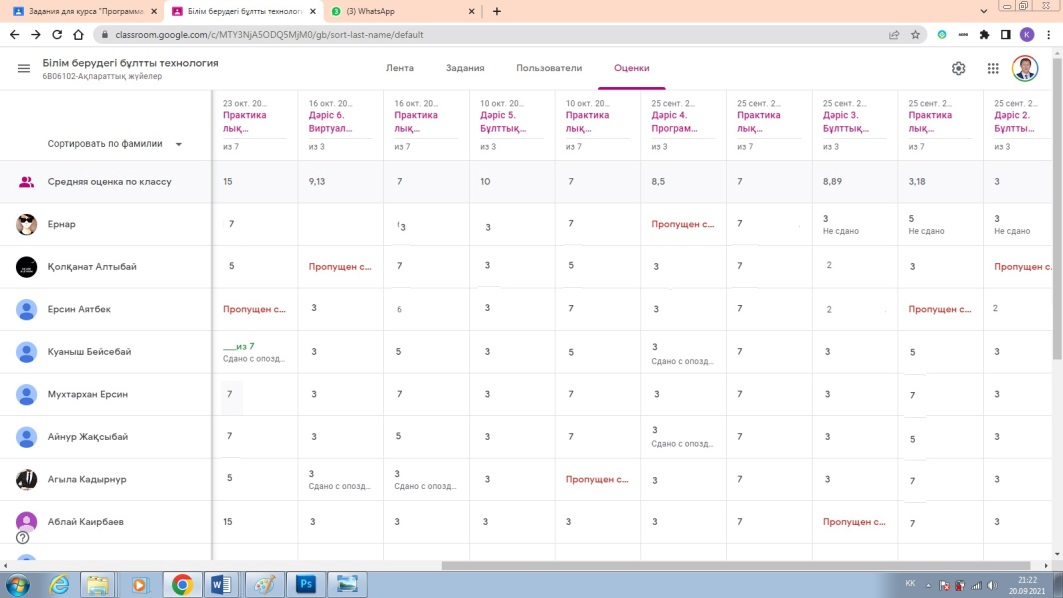 Задания для курса "Программа
Білім берудегі бұлтты технологи
(3) WhatsApp
classroom.google.com/c/MTY3NjA5ODQ5MjM0/gb/sort-last-name/default
Білім берудегі бұлтты технология
6B06102-Ақпараттық жүйелер
Лента Задания Пользователи Оценки
23 окт. 20... 16 окт. 20... 16 окт. 20... 10 окт. 20... 10 окт. 20... 25 сент. 2... 25 сент. 2... 25 сент. 2... 25 сент. 2... 25 сент. 2...
Практика Дәріс 6. Практика Дәріс 5. Практика Дәріс 4. Практика Дәріс 3. Практика Дәріс 2.
лық... Виртуал... лық... Бұлттық... лық... Програм... лық... Бұлттық... лық... Бұлтты...
Сортировать по фамилии
из 7 из 3 из 7 из 3 из 7 из 3 из 7 из 3 из 7 из 3
Средняя оценка по классу 15 9,13 7 10 7 8,5 7 8,89 3,18 3
Ернар 7 3 3 7 Пропущен с... 7 3 5 3
Не сдано Не сдано Не сдано
Қолқанат Алтыбай 5 Пропущен с... 7 3 5 3 7 2 3 Пропущен с.
Ерсин Аятбек Пропущен с... 3 6 3 7 3 7 2 Пропущен с... 2
Куаныш Бейсебай ___из 7 3 5 3 5 3 7 3 5 3
Сдано с опозд... Сдано с опозд...
Мухтархан Ерсин 7 3 7 3 7 3 7 3 7 3
Айнур Жақсыбай 7 3 5 3 7 3 7 3 5 3
Сдано с опозд...
Агыла Кадырнур 5 3 3 3 Пропущен с... 3 7 3 7 3
Сдано с опозд... Сдано с опозд...
Аблай Каирбаев 15 3 3 3 3 3 7 Пропущен с... 7 3
KK
21:22
20.09.2021